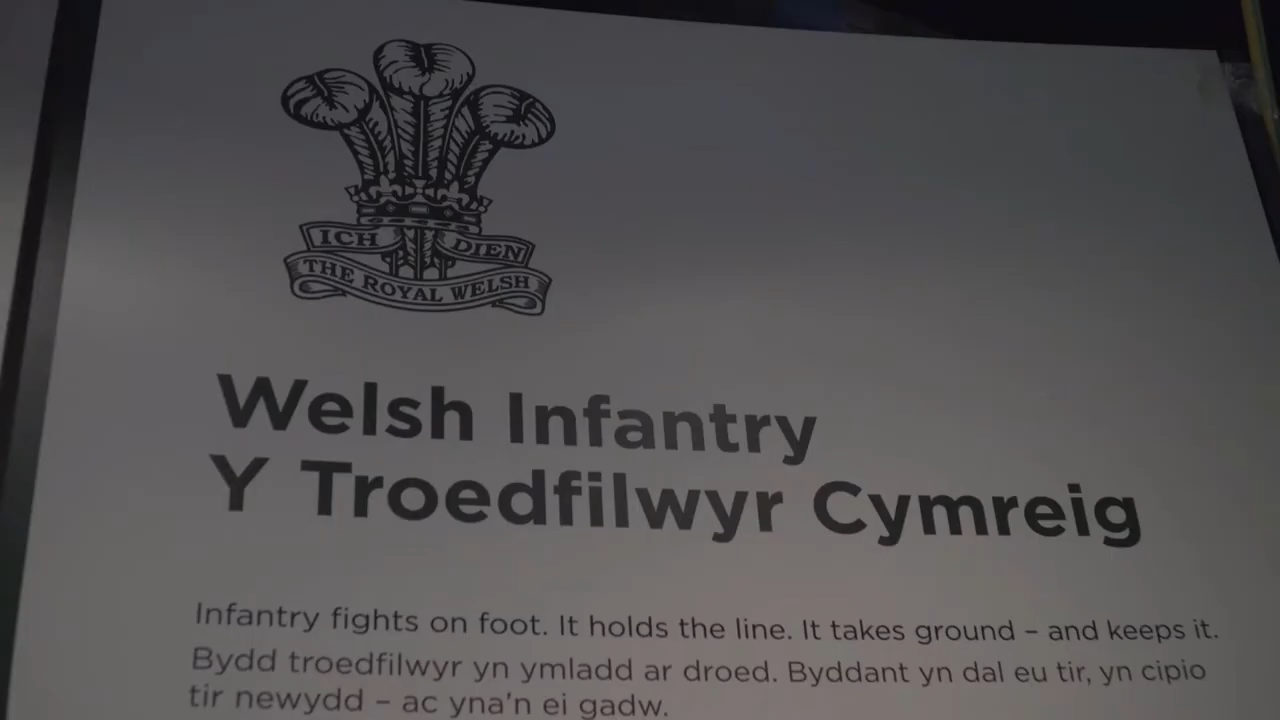 ICH DIEN
THE ROYAL WELSH
Welsh Infantry
Y Troedfilwyr Cymreig
Infantry fights on foot. It holds the line. It takes ground – and keeps it.
Bydd troedfilwyr yn ymladd ar droed. Byddant yn dal eu tir, yn cipio
tir newydd – ac yna'n ei gadw.